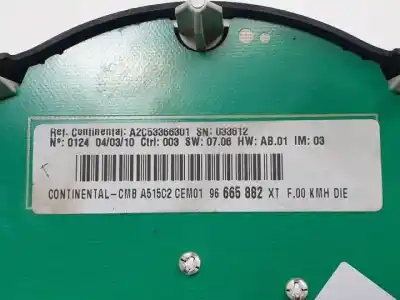 Ref. Continental: A2C53366301 SN: 033612
Nº: 0124 04/03/10 Ctrl: 003 SW: 07.06 HW: AB.01 IM: 03
CONTINENTAL-CMB A515C2 CEM01 96 665 882 XT F.00 KMH DIE